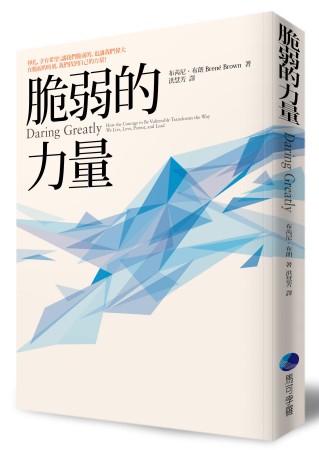 布芮尼．布朗 Brené Brown 著
洪慧芳 譯
脆弱的
Daring Greatly
How the Courage to Be Vulnerable Transforms the Way
We Live, Love, Parent, and Lead
力量
脆弱的力量
Daring Greatly
布芮尼．布朗 著 洪慧芳 譯
馬可孛羅